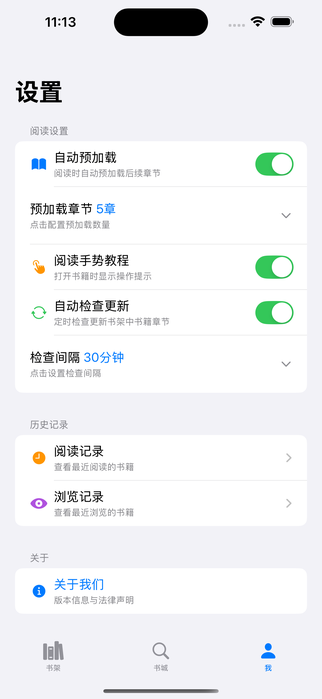 11:13
设置
阅读设置
自动预加载
阅读时自动预加载后续章节
预加载章节 5章
点击配置预加载数量
阅读手势教程
打开书籍时显示操作提示
自动检查更新
定时检查更新书架中书籍章节
检查间隔 30分钟
点击设置检查间隔
历史记录
阅读记录
查看最近阅读的书籍
浏览记录
查看最近浏览的书籍
关于
关于我们
版本信息与法律声明
书架
书城
我